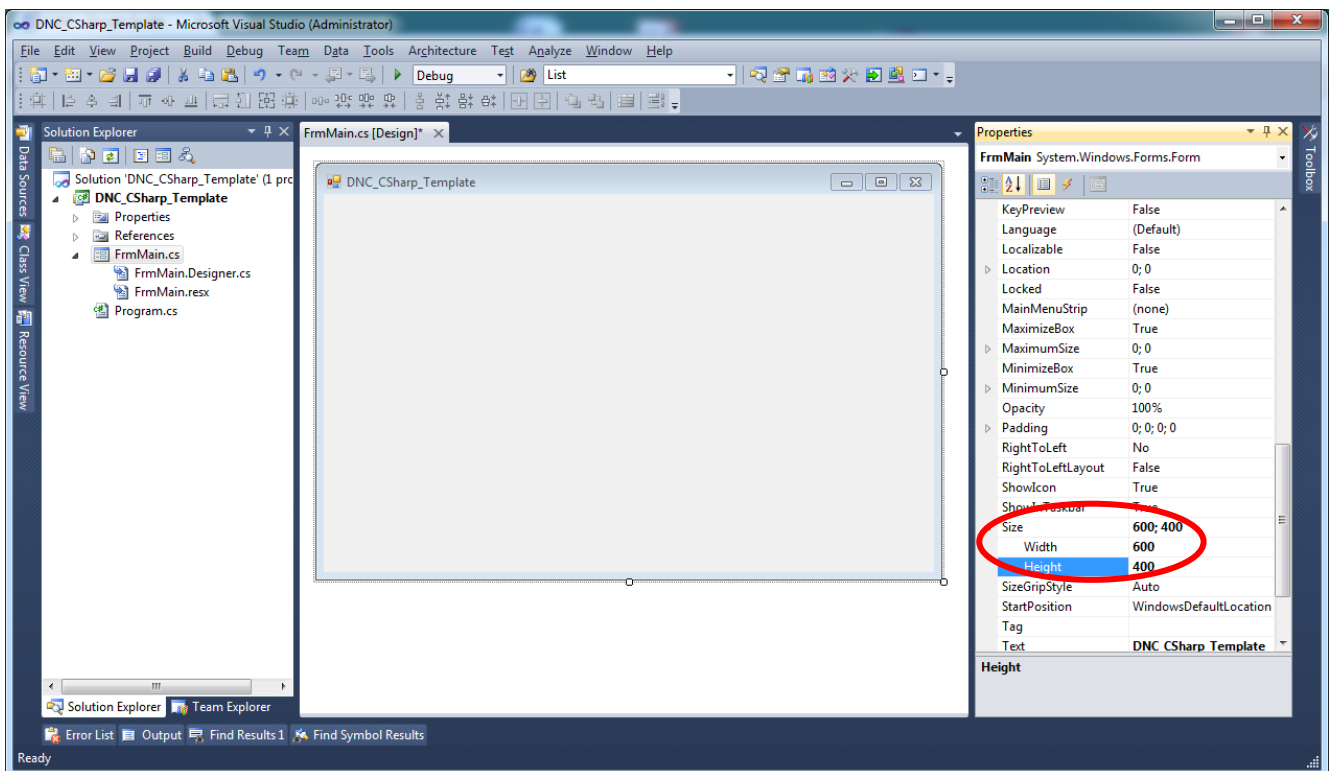 DNC_CSharp_Template - Microsoft Visual Studio (Administrator)
File Edit View Project Build Debug Team Data Tools Architecture Test Analyze Window Help
Debug List
Data Sources
Class View
Resource View
Solution Explorer
Solution 'DNC_CSharp_Template' (1 proc
DNC_CSharp_Template
Properties
References
FrmMain.cs
FrmMain.Designer.cs
FrmMain.resx
Program.cs
Solution Explorer Team Explorer
FrmMain.cs [Design]*
DNC_CSharp_Template
Properties
FrmMain System.Windows.Forms.Form
KeyPreview False
Language (Default)
Localizable False
Location 0; 0
Locked False
MainMenuStrip (none)
MaximizeBox True
MaximumSize 0; 0
MinimizeBox True
MinimumSize 0; 0
Opacity 100%
Padding 0; 0; 0; 0
RightToLeft No
RightToLeftLayout False
ShowIcon True
ShowInTaskbar True
Size 600; 400
Width 600
Height 400
SizeGripStyle Auto
StartPosition WindowsDefaultLocation
Tag
Text DNC_CSharp_Template
Height
Toolbox
Error List Output Find Results 1 Find Symbol Results
Ready